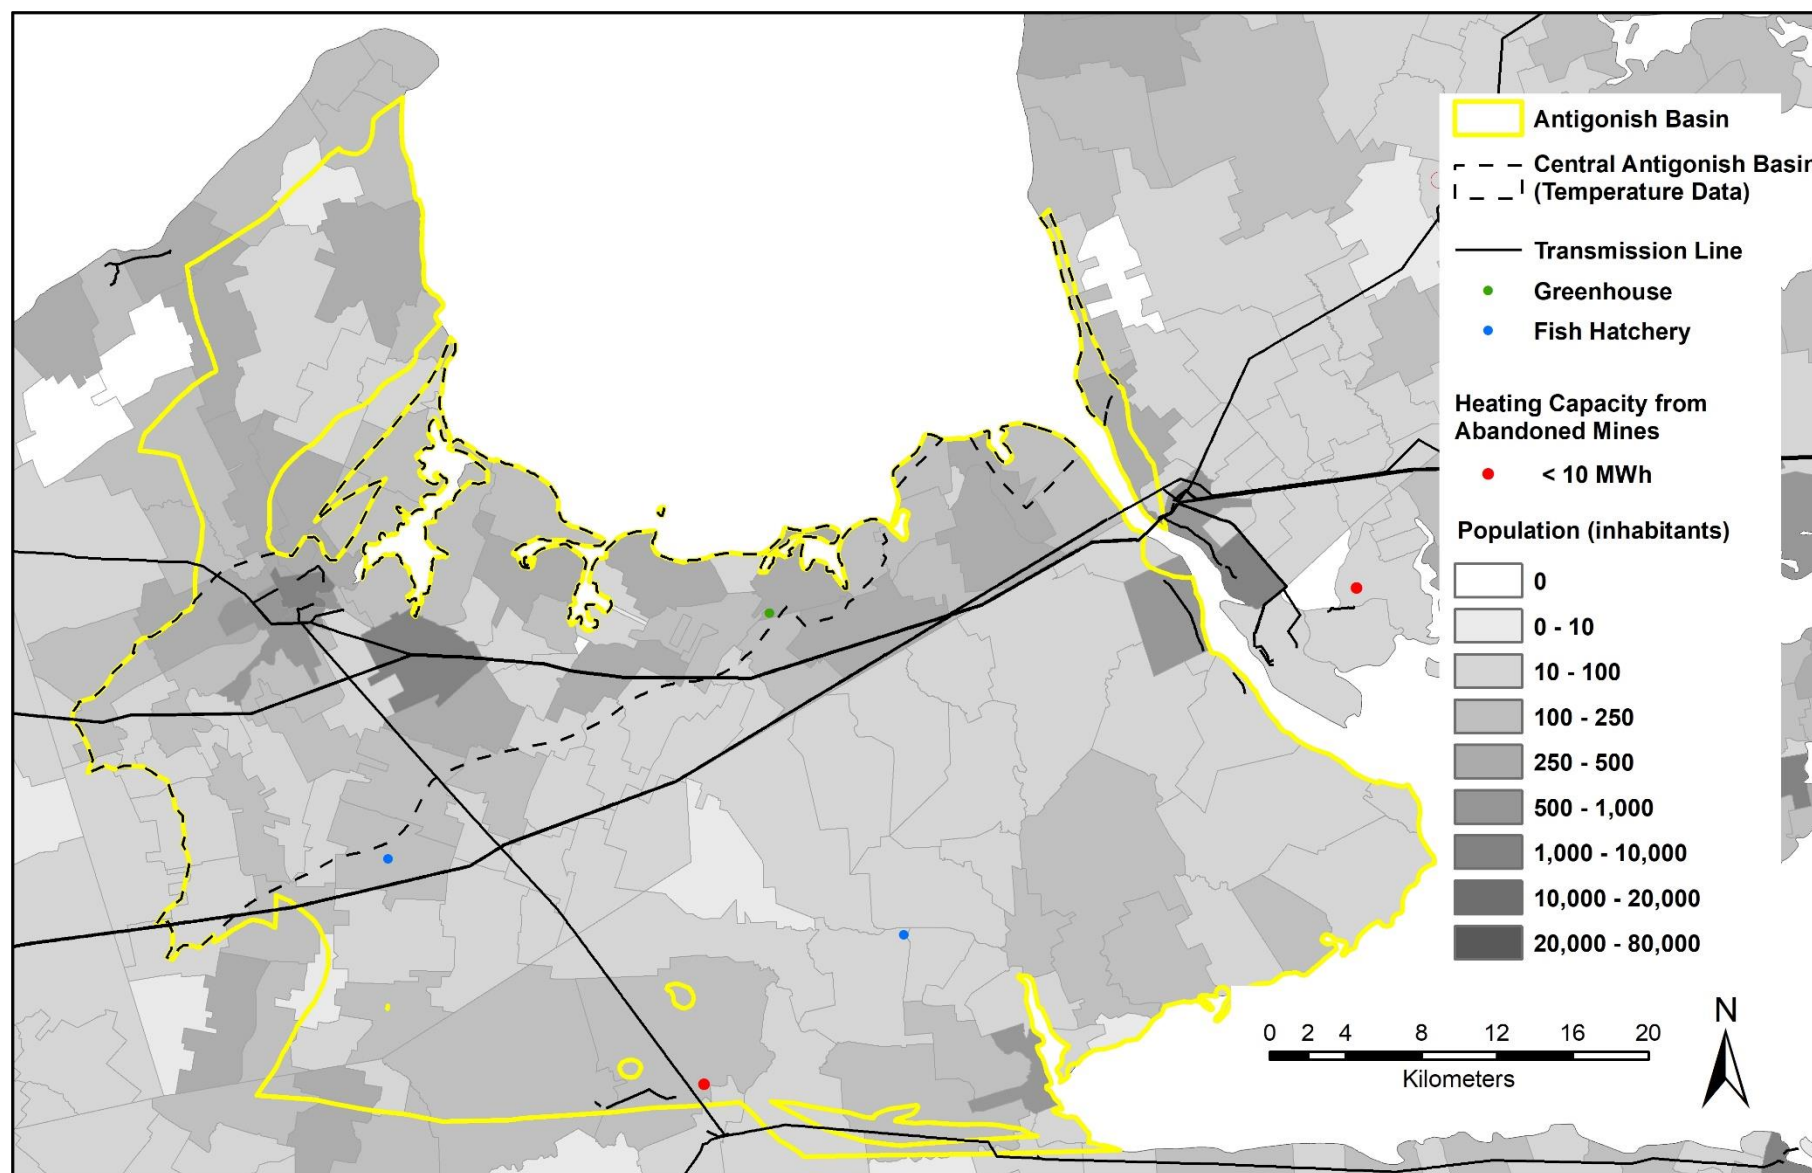 Antigonish Basin
Central Antigonish Basin
(Temperature Data)
Transmission Line
Greenhouse
Fish Hatchery
Heating Capacity from
Abandoned Mines
< 10 MWh
Population (inhabitants)
0
0 - 10
10 - 100
100 - 250
250 - 500
500 - 1,000
1,000 - 10,000
10,000 - 20,000
20,000 - 80,000
N
0 2 4 8 12 16 20
Kilometers